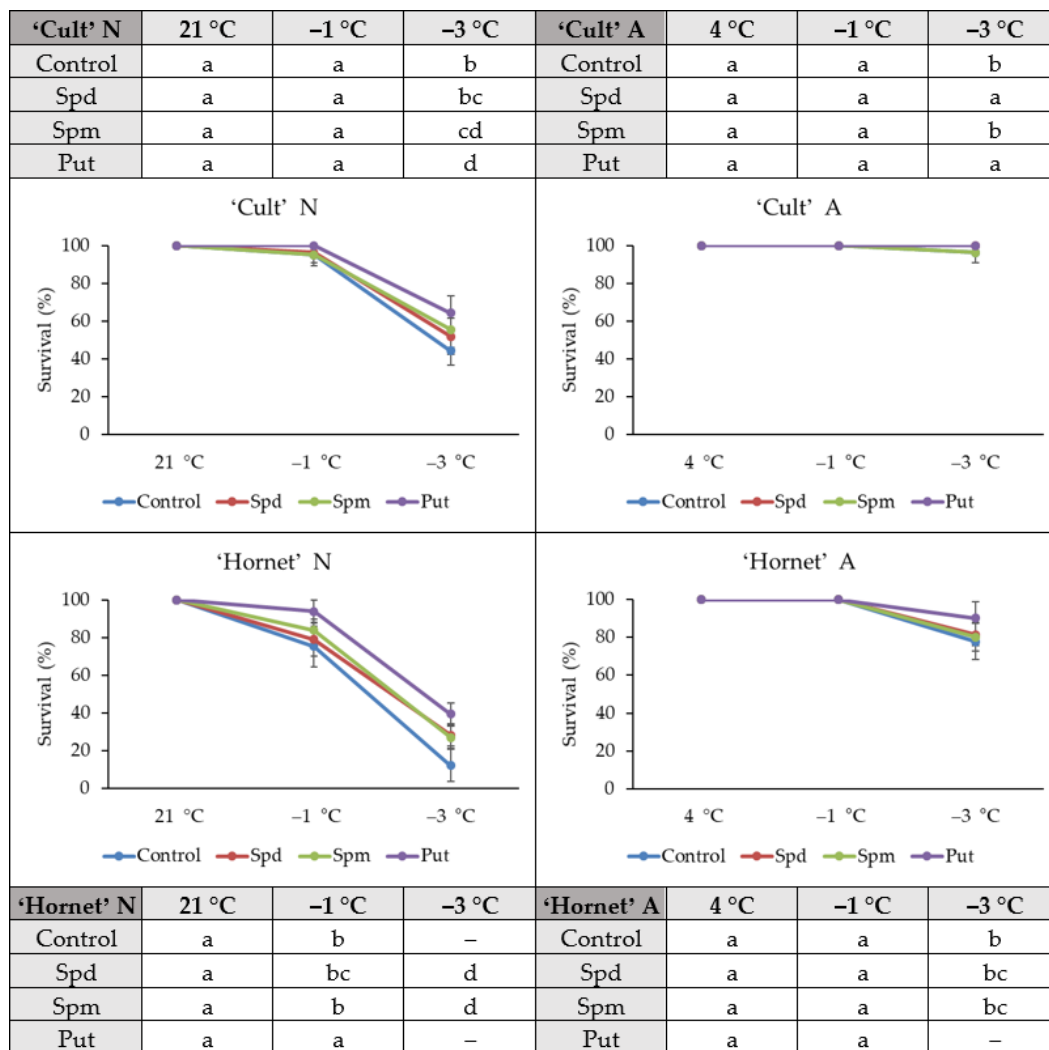 ‘Cult’ N 21 °C –1 °C –3 °C ‘Cult’ A 4 °C –1 °C –3 °C
Control a a b Control a a b
Spd a a bc Spd a a a
Spm a a cd Spm a a b
Put a a d Put a a a
‘Cult’ N
100
80
60
40
20
0
Survival (%)
21 °C –1 °C –3 °C
Control Spd Spm Put
‘Cult’ A
100
80
60
40
20
0
Survival (%)
4 °C –1 °C –3 °C
Control Spd Spm Put
‘Hornet’ N
100
80
60
40
20
0
Survival (%)
21 °C –1 °C –3 °C
Control Spd Spm Put
‘Hornet’ A
100
80
60
40
20
0
Survival (%)
4 °C –1 °C –3 °C
Control Spd Spm Put
‘Hornet’ N 21 °C –1 °C –3 °C ‘Hornet’ A 4 °C –1 °C –3 °C
Control a b – Control a a b
Spd a bc d Spd a a bc
Spm a b d Spm a a bc
Put a a – Put a a –